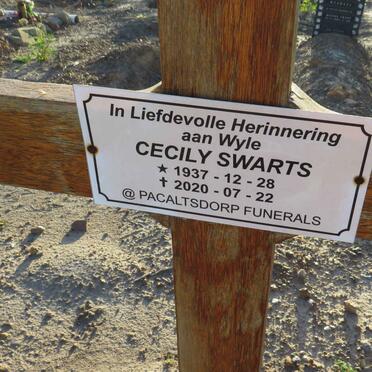 In Liefdevolle Herinnering
aan Wyle
CECILY SWARTS
★ 1937 - 12 - 28
✝ 2020 - 07 - 22
@ PACALTSDORP FUNERALS